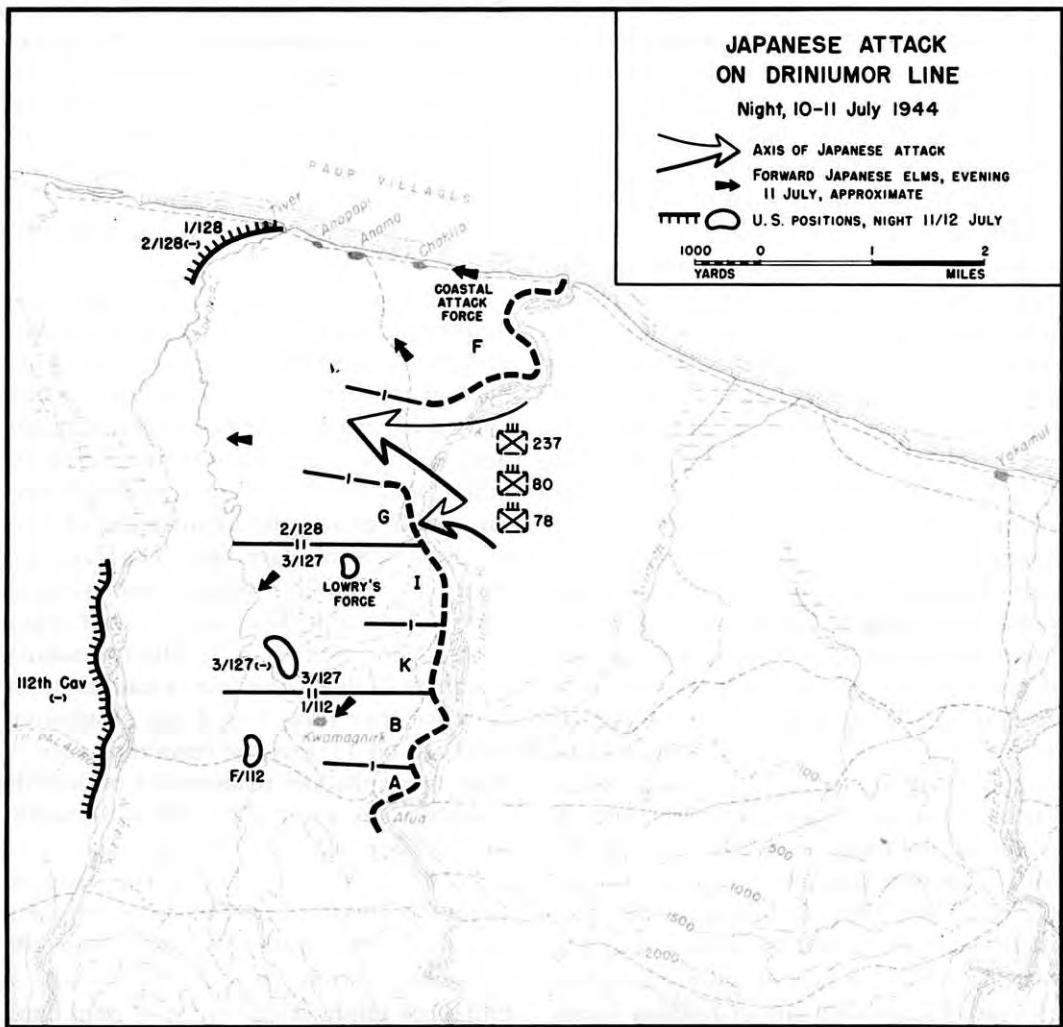 JAPANESE ATTACK
ON DRINIUMOR LINE
Night, 10-11 July 1944
AXIS OF JAPANESE ATTACK
FORWARD JAPANESE ELMS, EVENING
11 JULY, APPROXIMATE
U.S. POSITIONS, NIGHT 11/12 JULY
1000 0 1 2
YARDS MILES
PAUP VILLAGES
Tiver
Anopapi
Anamo
Chakila
1/128
2/128(-)
COASTAL
ATTACK
FORCE
F
237
80
78
Yakamul
G
2/128
3/127
LOWRY'S
FORCE
I
K
3/127(-)
3/127
1/112
112th Cav
(-)
Kwamagnirk
B
F/112
A
Afua
100
500
1000
1500
2000